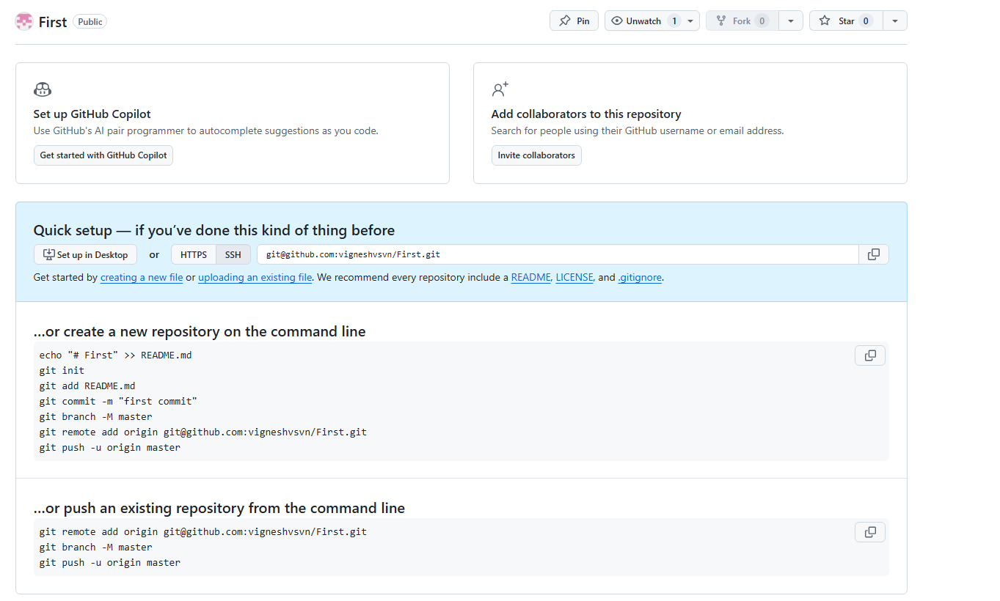 First Public
Pin
Unwatch 1
Fork 0
Star 0
Set up GitHub Copilot
Use GitHub's AI pair programmer to autocomplete suggestions as you code.
Get started with GitHub Copilot
Add collaborators to this repository
Search for people using their GitHub username or email address.
Invite collaborators
Quick setup — if you’ve done this kind of thing before
Set up in Desktop or HTTPS SSH git@github.com:vigneshvsvn/First.git
Get started by creating a new file or uploading an existing file. We recommend every repository include a README, LICENSE, and .gitignore.
…or create a new repository on the command line
echo "# First" >> README.md
git init
git add README.md
git commit -m "first commit"
git branch -M master
git remote add origin git@github.com:vigneshvsvn/First.git
git push -u origin master
…or push an existing repository from the command line
git remote add origin git@github.com:vigneshvsvn/First.git
git branch -M master
git push -u origin master